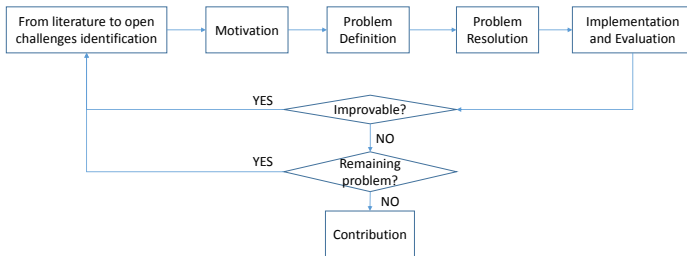 From literature to open
challenges identification
Motivation
Problem
Definition
Problem
Resolution
Implementation
and Evaluation
YES
Improvable?
NO
YES
Remaining
problem?
NO
Contribution